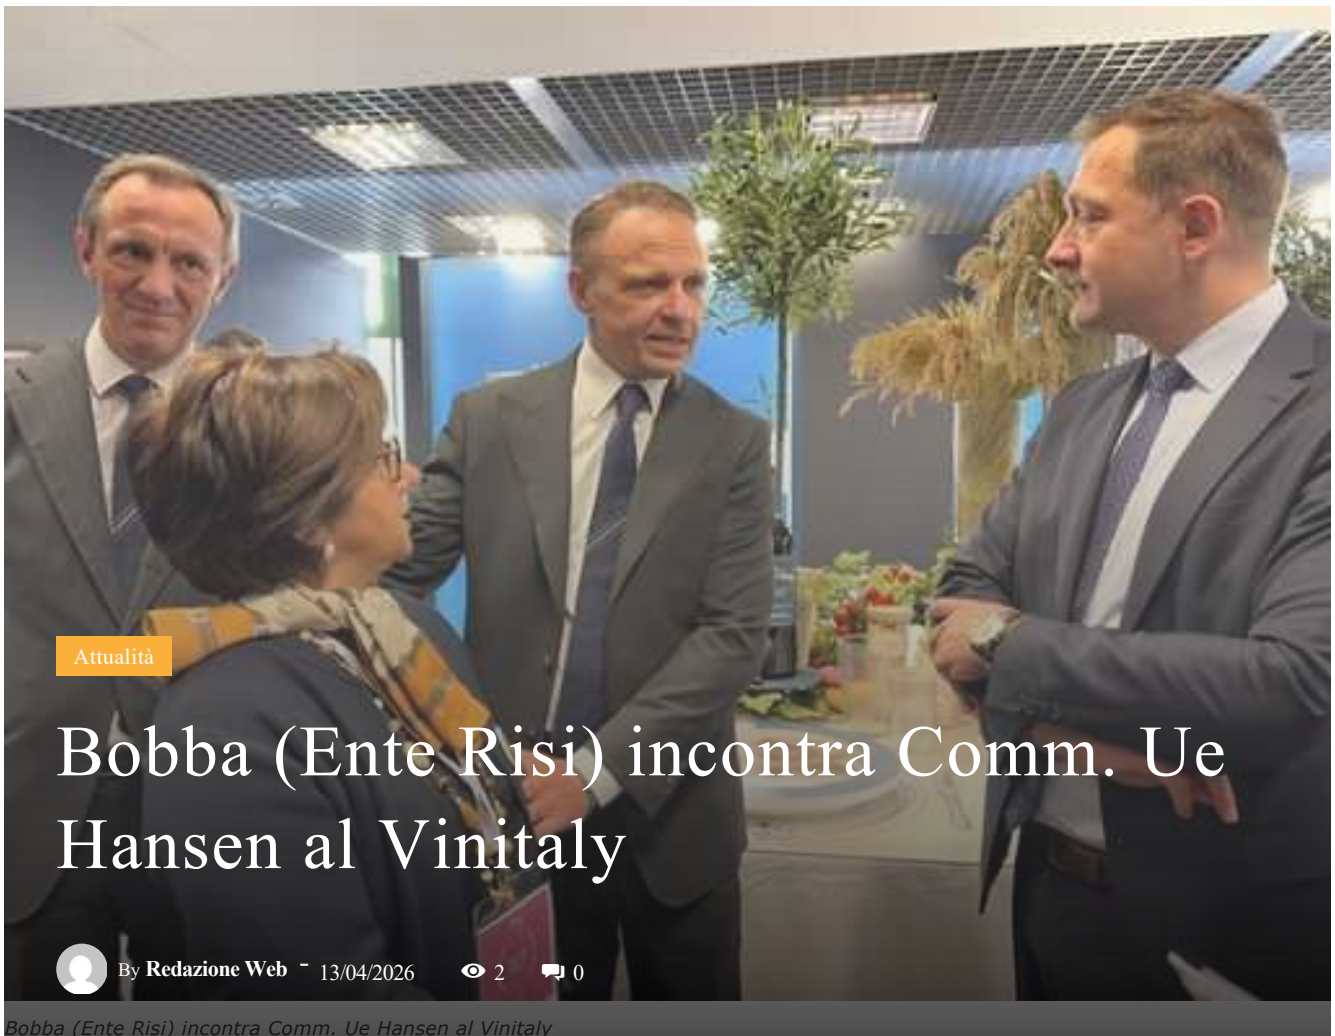 Attualità
Bobba (Ente Risi) incontra Comm. Ue
Hansen al Vinitaly
By Redazione Web - 13/04/2026 2 0
Bobba (Ente Risi) incontra Comm. Ue Hansen al Vinitaly